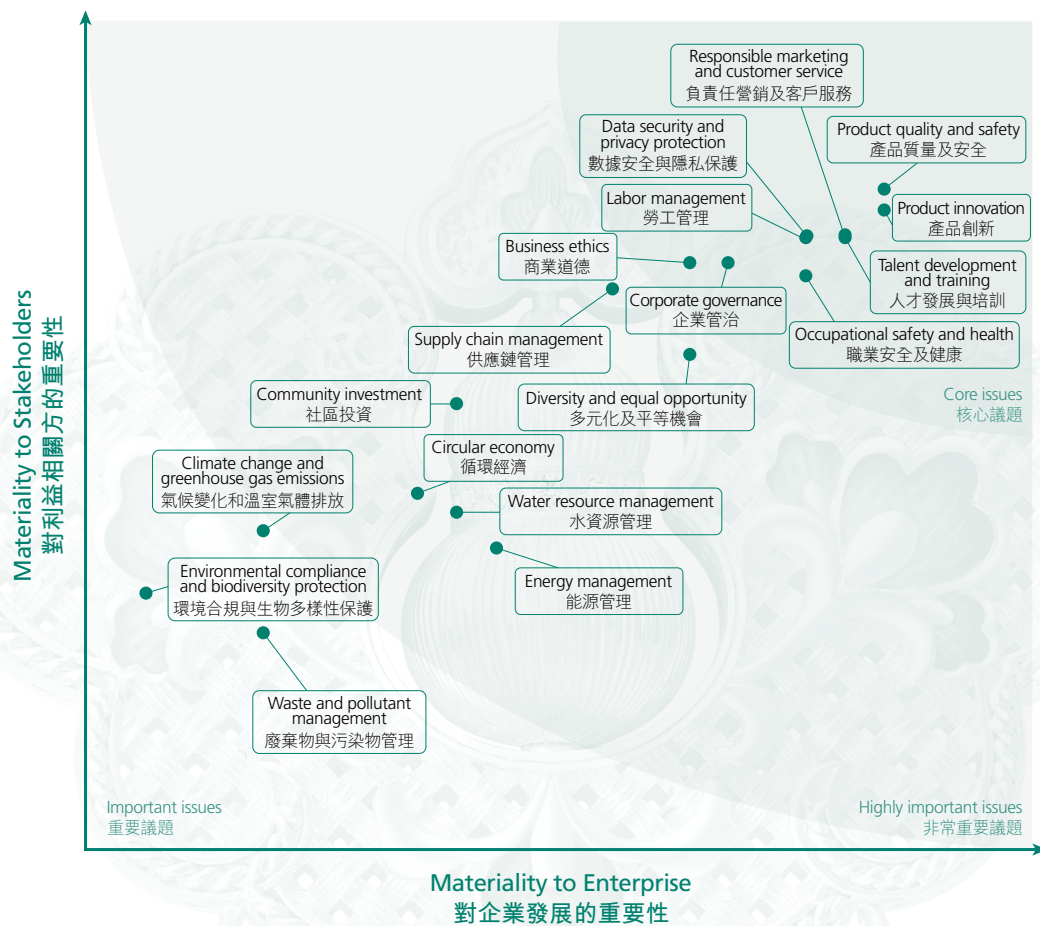 Materiality to Stakeholders
對利益相關方的重要性
Responsible marketing
and customer service
負責任營銷及客戶服務
Data security and
privacy protection
數據安全與隱私保護
Product quality and safety
產品質量及安全
Labor management
勞工管理
Product innovation
產品創新
Business ethics
商業道德
Talent development
and training
人才發展與培訓
Corporate governance
企業管治
Supply chain management
供應鏈管理
Occupational safety and health
職業安全及健康
Community investment
社區投資
Diversity and equal opportunity
多元化及平等機會
Core issues
核心議題
Circular economy
循環經濟
Climate change and
greenhouse gas emissions
氣候變化和溫室氣體排放
Water resource management
水資源管理
Environmental compliance
and biodiversity protection
環境合規與生物多樣性保護
Energy management
能源管理
Waste and pollutant
management
廢棄物與污染物管理
Important issues
重要議題
Highly important issues
非常重要議題
Materiality to Enterprise
對企業發展的重要性